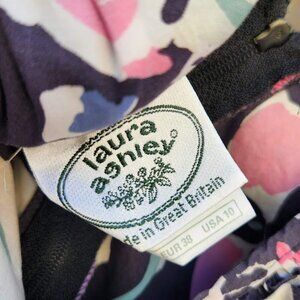 laura
ashley®
de in Great Britain
EUR 38 USA 10